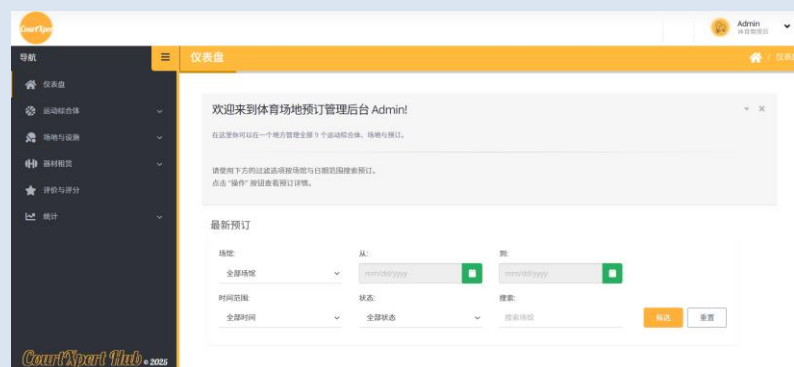 CourtXpert
Admin
体育管理后
导航
仪表盘
仪表
仪表盘
运动综合体
场地与设施
器材租赁
评价与评分
统计
欢迎来到体育场地预订管理后台 Admin!
在这里你可以在一个地方管理全部 9 个运动综合体、场地与预订。
请使用下方的过滤选项按场馆与日期范围搜索预订。
点击 "操作" 按钮查看预订详情。
最新预订
场馆:
从:
到:
全部场馆
mm/dd/yyyy
mm/dd/yyyy
时间范围:
状态:
搜索:
全部时间
全部状态
搜索场馆
筛选
重置
CourtXpert Hub © 2025